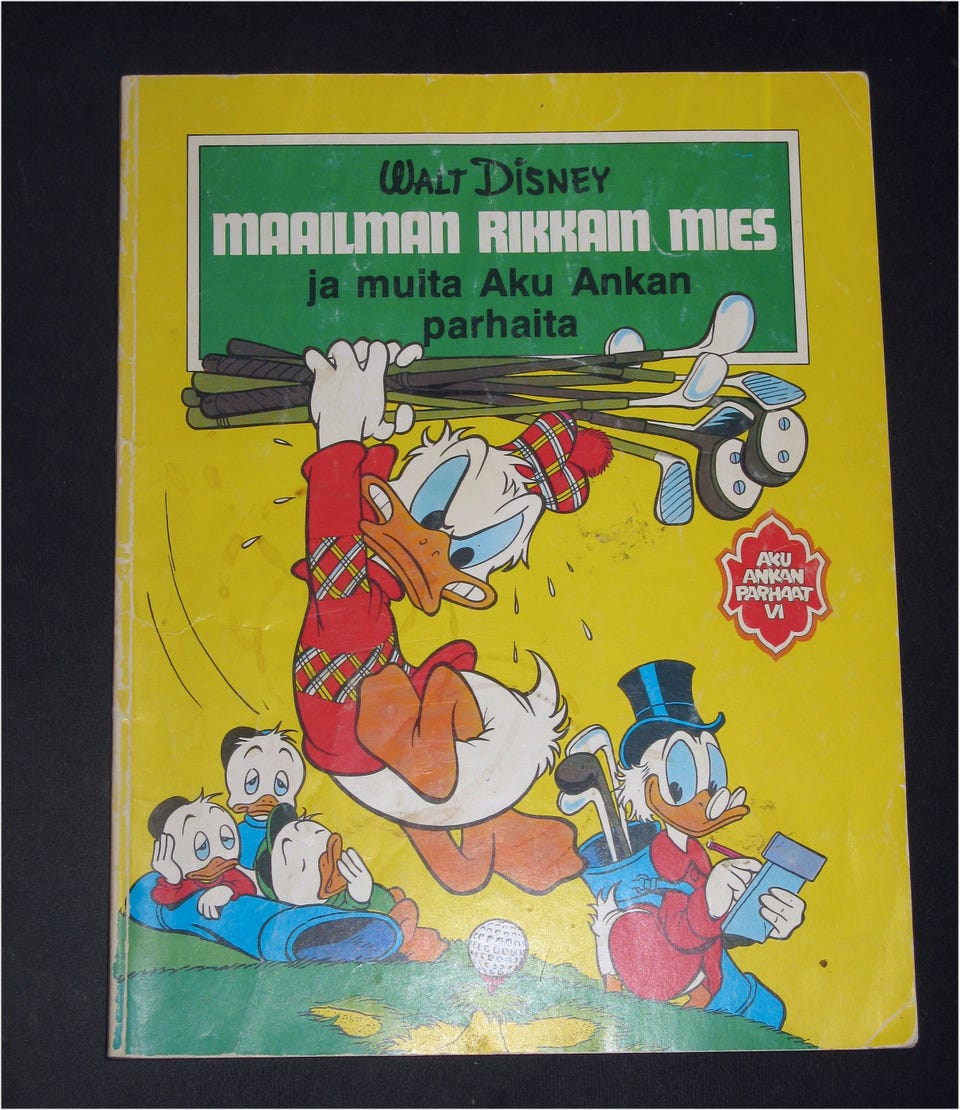 WALT DISNEY
MAAILMAN RIKKAIN MIES
ja muita Aku Ankan
parhaita
AKU
ANKAN
PARHAAT
VI